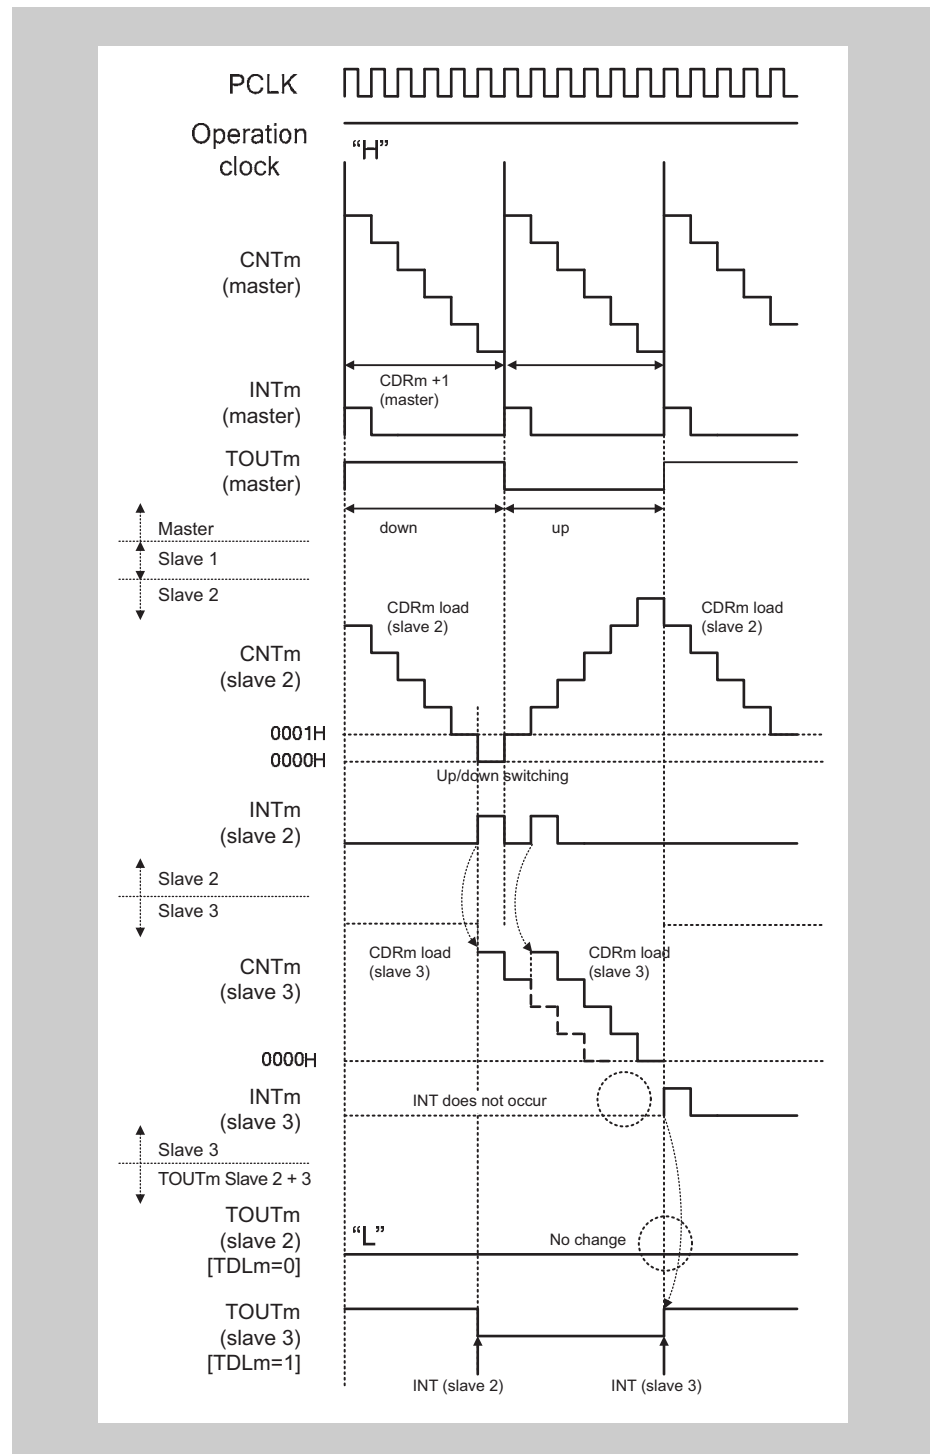 PCLK
Operation
clock
“H”
CNTm
(master)
CDRm +1
(master)
INTm
(master)
TOUTm
(master)
down
up
Master
Slave 1
Slave 2
CDRm load
(slave 2)
CDRm load
(slave 2)
CNTm
(slave 2)
0001H
0000H
Up/down switching
INTm
(slave 2)
Slave 2
Slave 3
CDRm load
(slave 3)
CDRm load
(slave 3)
CNTm
(slave 3)
0000H
INTm
(slave 3)
INT does not occur
Slave 3
TOUTm Slave 2 + 3
TOUTm
(slave 2)
[TDLm=0]
“L”
No change
TOUTm
(slave 3)
[TDLm=1]
INT (slave 2)
INT (slave 3)